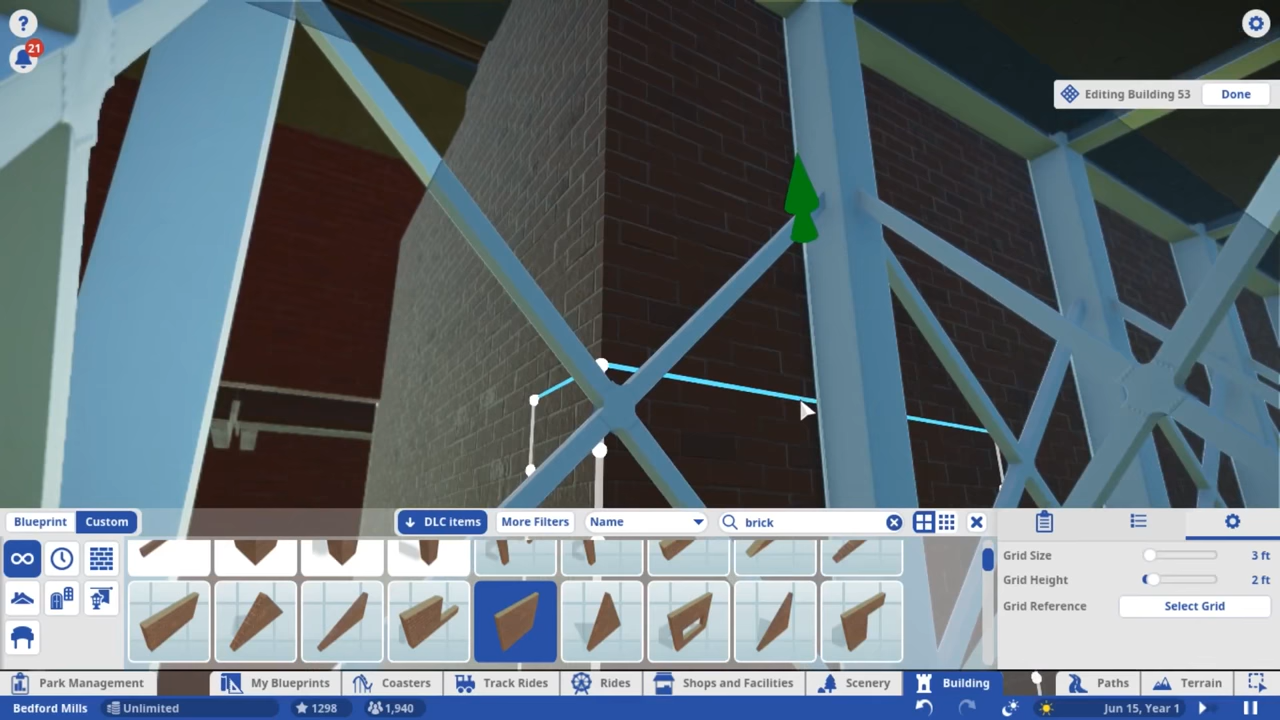 ?
21
Editing Building 53 Done
Blueprint Custom DLC items More Filters Name brick
Grid Size 3 ft
Grid Height 2 ft
Grid Reference Select Grid
Park Management My Blueprints Coasters Track Rides Rides Shops and Facilities Scenery Building Paths Terrain
Bedford Mills Unlimited 1298 1,940 Jun 15, Year 1